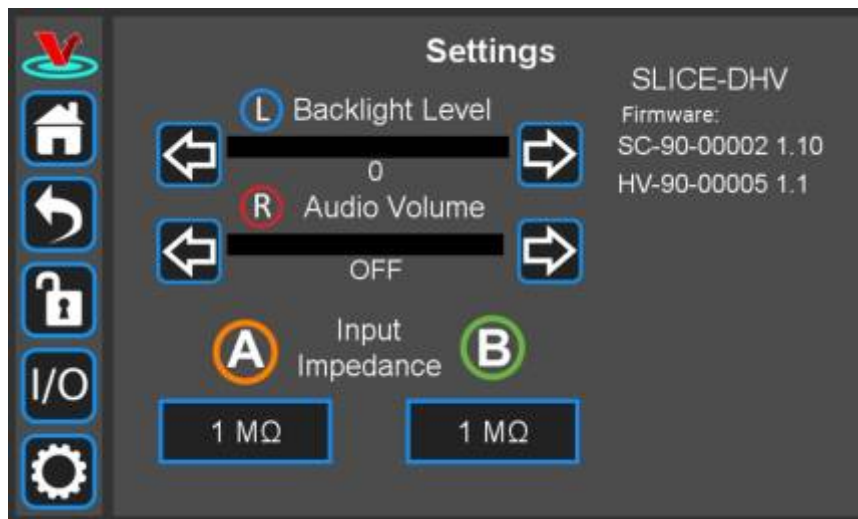 Settings
L Backlight Level
0
R Audio Volume
OFF
A Input Impedance B
1 MΩ
1 MΩ
I/O
SLICE-DHV
Firmware:
SC-90-00002 1.10
HV-90-00005 1.1